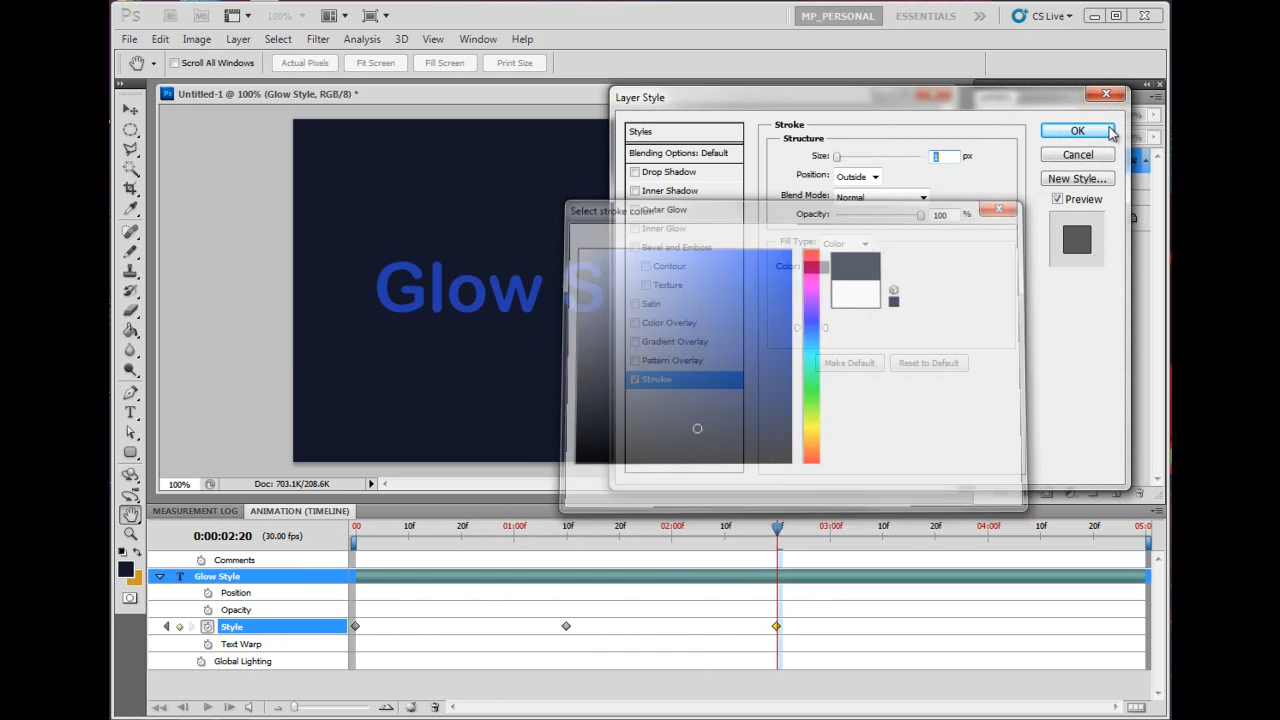 Ps Br Mb 100% MP_PERSONAL ESSENTIALS CS Live
File Edit Image Layer Select Filter Analysis 3D View Window Help
Scroll All Windows Actual Pixels Fit Screen Fill Screen Print Size
Ps Untitled-1 @ 100% (Glow Style, RGB/8) *
Layer Style
Styles
Blending Options: Default
Drop Shadow
Inner Shadow
Outer Glow
Inner Glow
Bevel and Emboss
Contour
Texture
Satin
Color Overlay
Gradient Overlay
Pattern Overlay
Stroke
Stroke
Structure
Size: 1 px
Position: Outside
Blend Mode: Normal
Opacity: 100 %
Fill Type: Color
Color:
Make Default Reset to Default
OK
Cancel
New Style...
Preview
Select stroke color:
Glow S
100% Doc: 703.1K/208.6K
MEASUREMENT LOG ANIMATION (TIMELINE)
0:00:02:20 (30.00 fps)
00 10f 20f 01:00f 10f 20f 02:00f 10f 03:00f 10f 20f 04:00f 10f 20f 05:0
Comments
T Glow Style
Position
Opacity
Style
Text Warp
Global Lighting